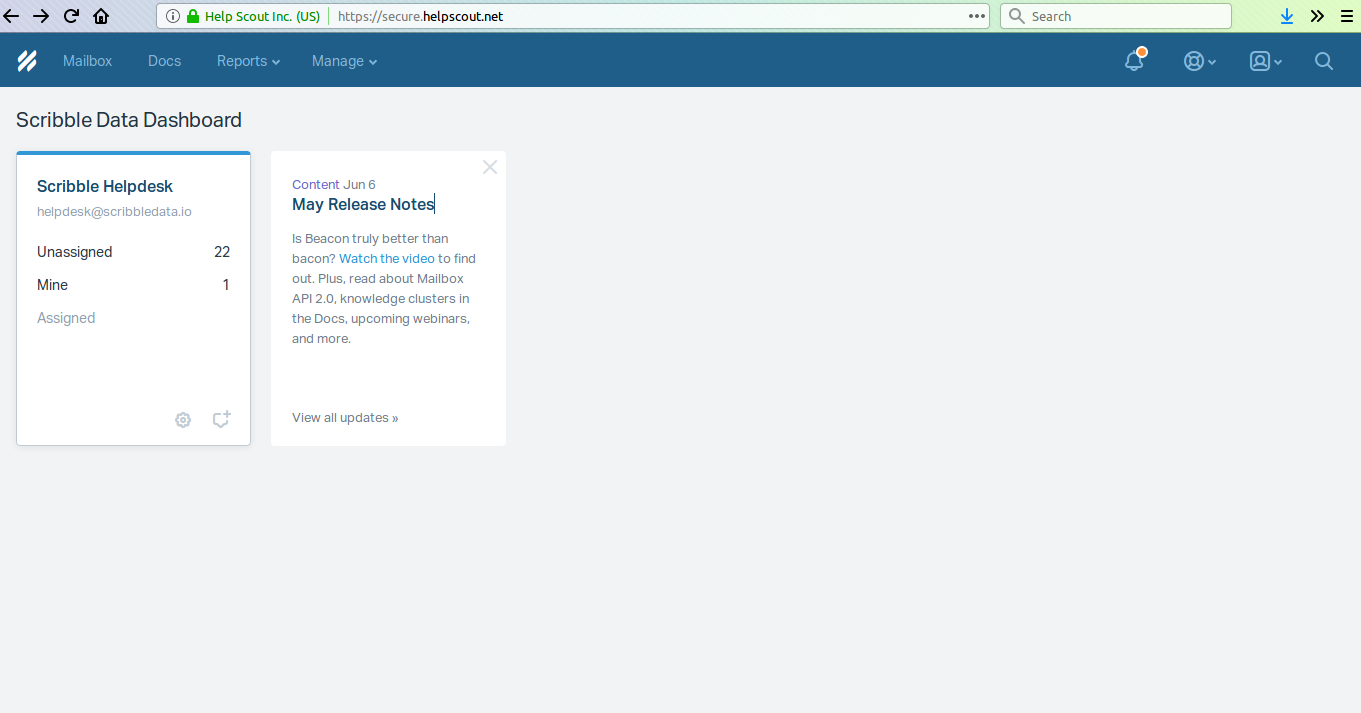 Help Scout Inc. (US) https://secure.helpscout.net Search
Mailbox Docs Reports Manage
Scribble Data Dashboard
Scribble Helpdesk
helpdesk@scribbledata.io
Unassigned 22
Mine 1
Assigned
Content Jun 6
May Release Notes
Is Beacon truly better than
bacon? Watch the video to find
out. Plus, read about Mailbox
API 2.0, knowledge clusters in
the Docs, upcoming webinars,
and more.
View all updates »